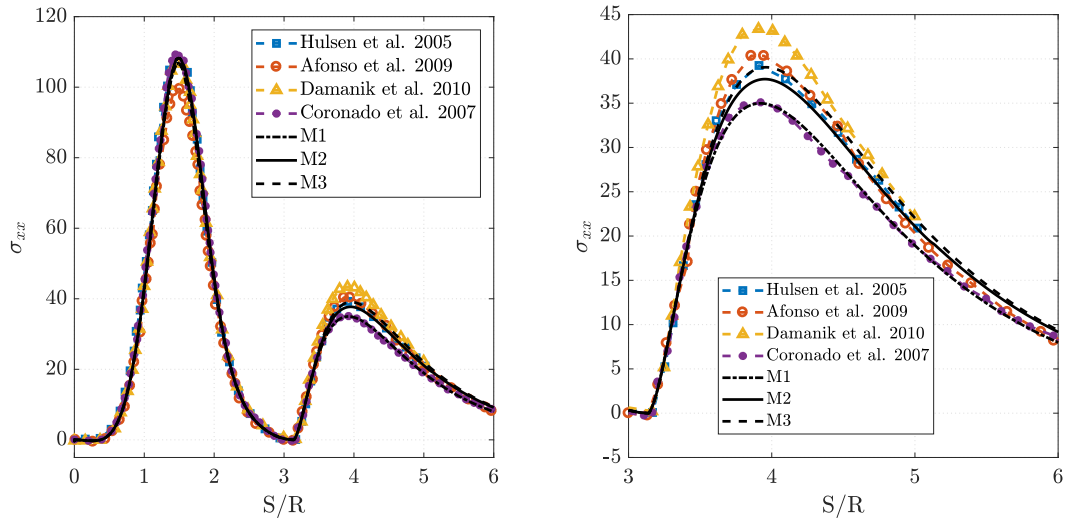 120
100
80
60
40
20
0
σxx
0 1 2 3 4 5 6
S/R
Hulsen et al. 2005
Afonso et al. 2009
Damanik et al. 2010
Coronado et al. 2007
M1
M2
M3
45
40
35
30
25
20
15
10
5
0
-5
σxx
3 4 5 6
S/R
Hulsen et al. 2005
Afonso et al. 2009
Damanik et al. 2010
Coronado et al. 2007
M1
M2
M3